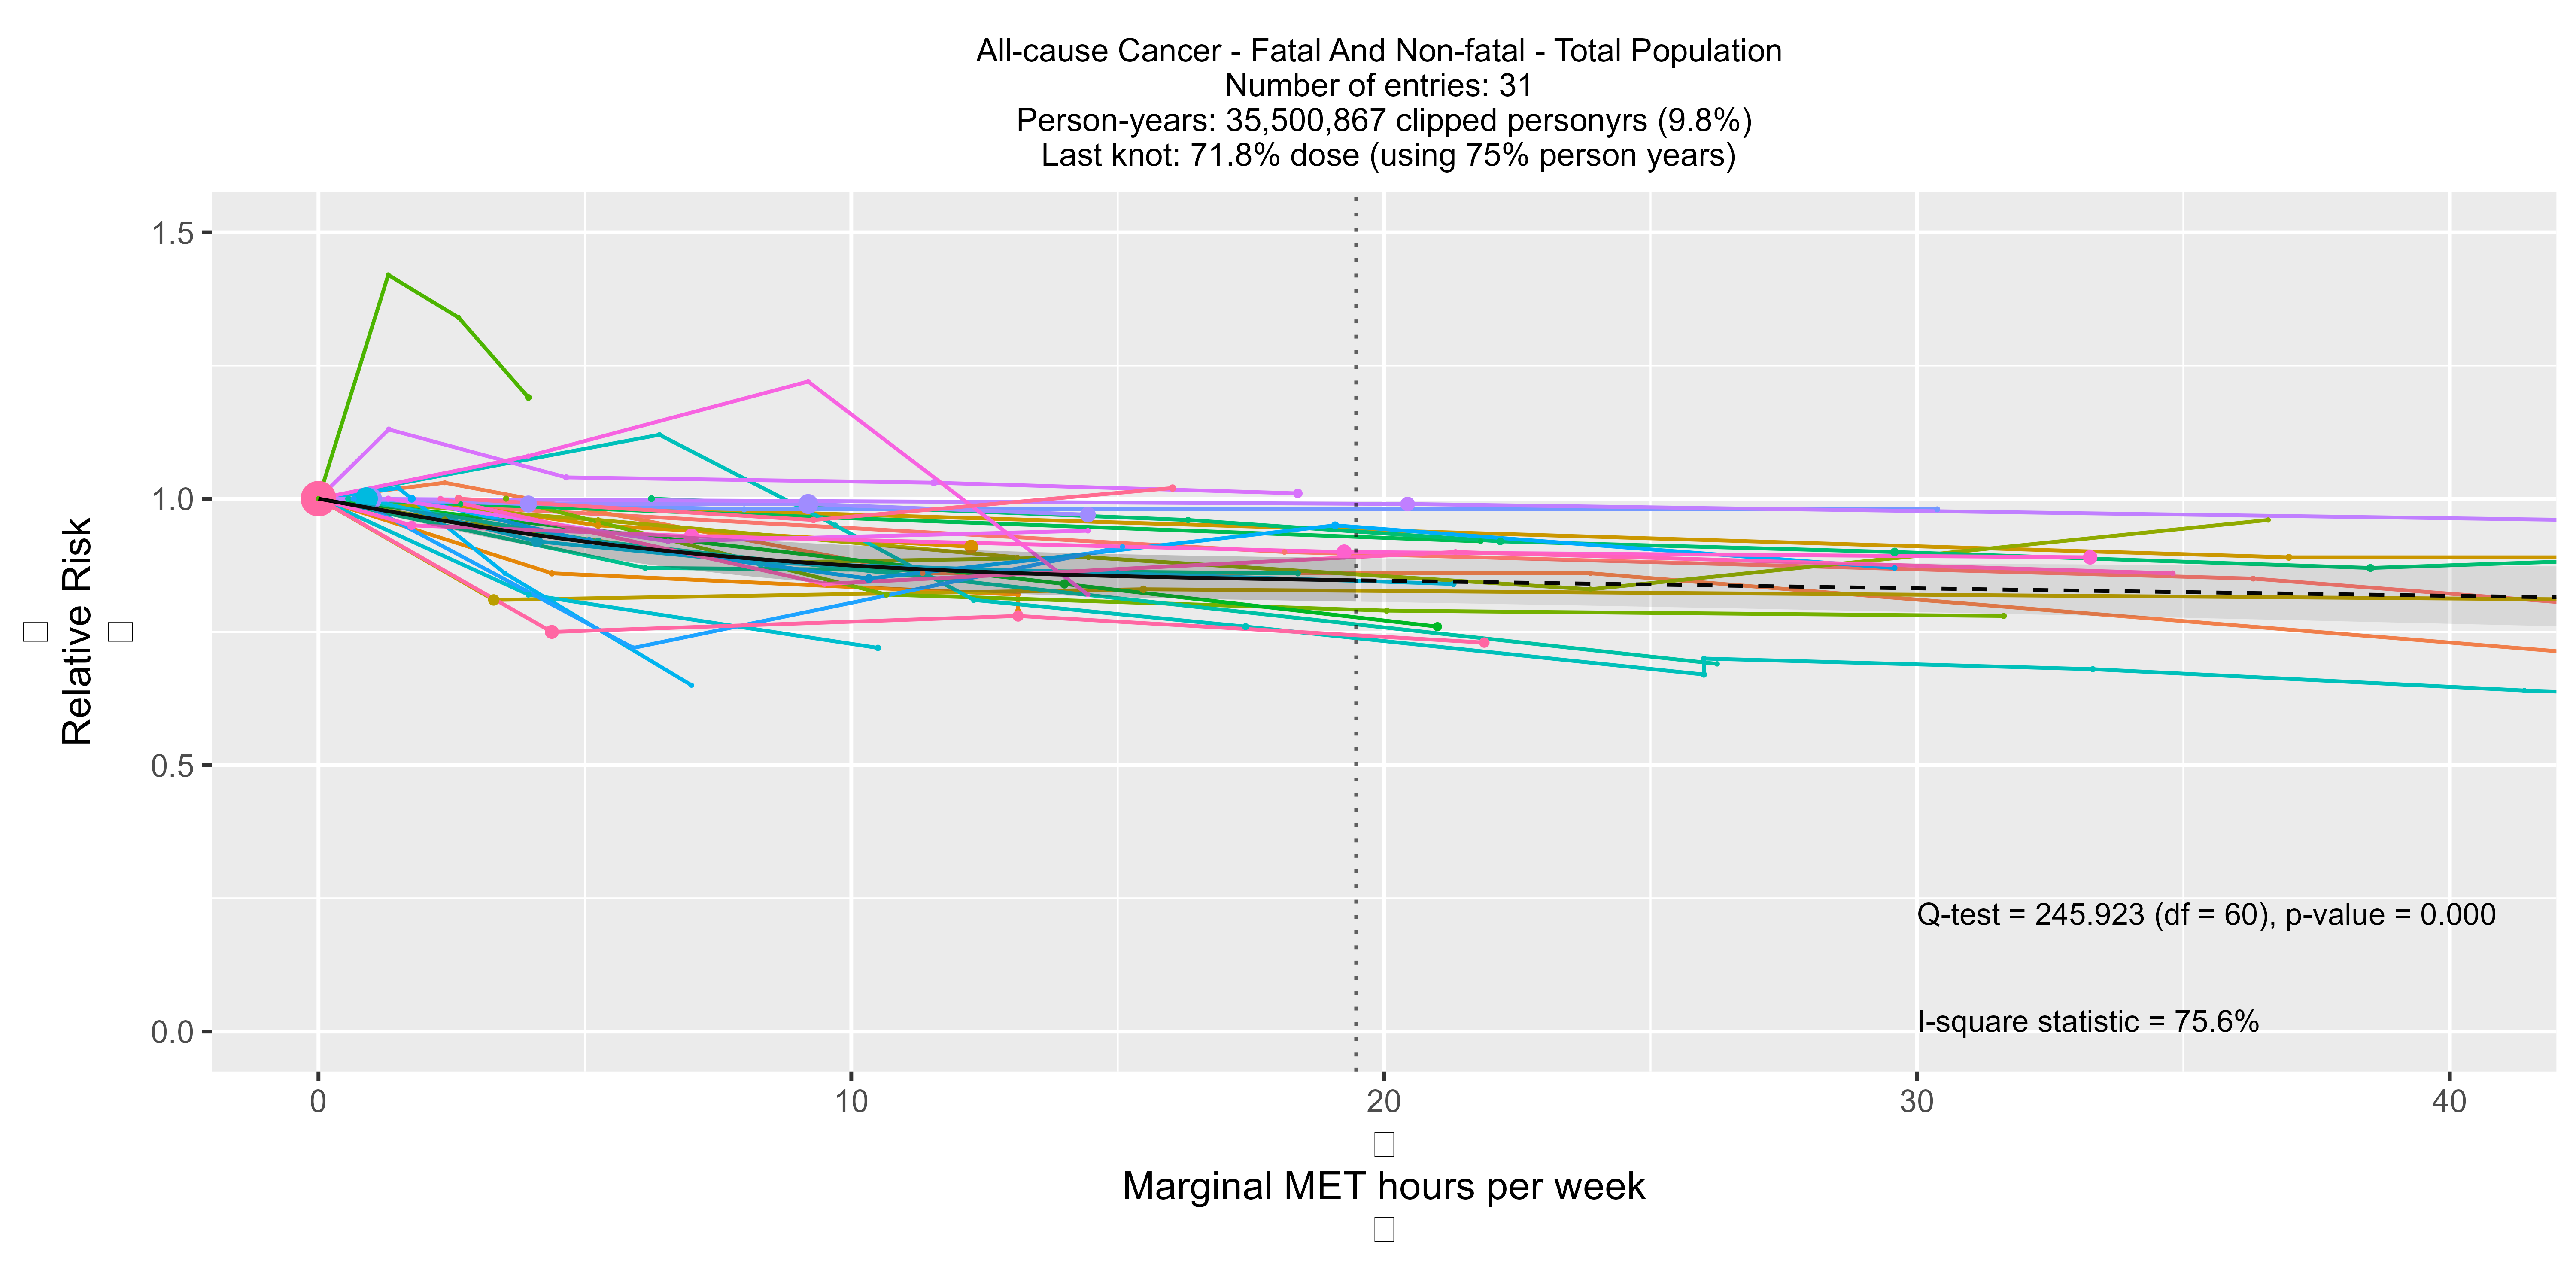 All-cause Cancer - Fatal And Non-fatal - Total Population
Number of entries: 31
Person-years: 35,500,867 clipped personyrs (9.8%)
Last knot: 71.8% dose (using 75% person years)
1.5
1.0
0.5
0.0
Relative Risk
Q-test = 245.923 (df = 60), p-value = 0.000
I-square statistic = 75.6%
0 10 20 30 40
Marginal MET hours per week